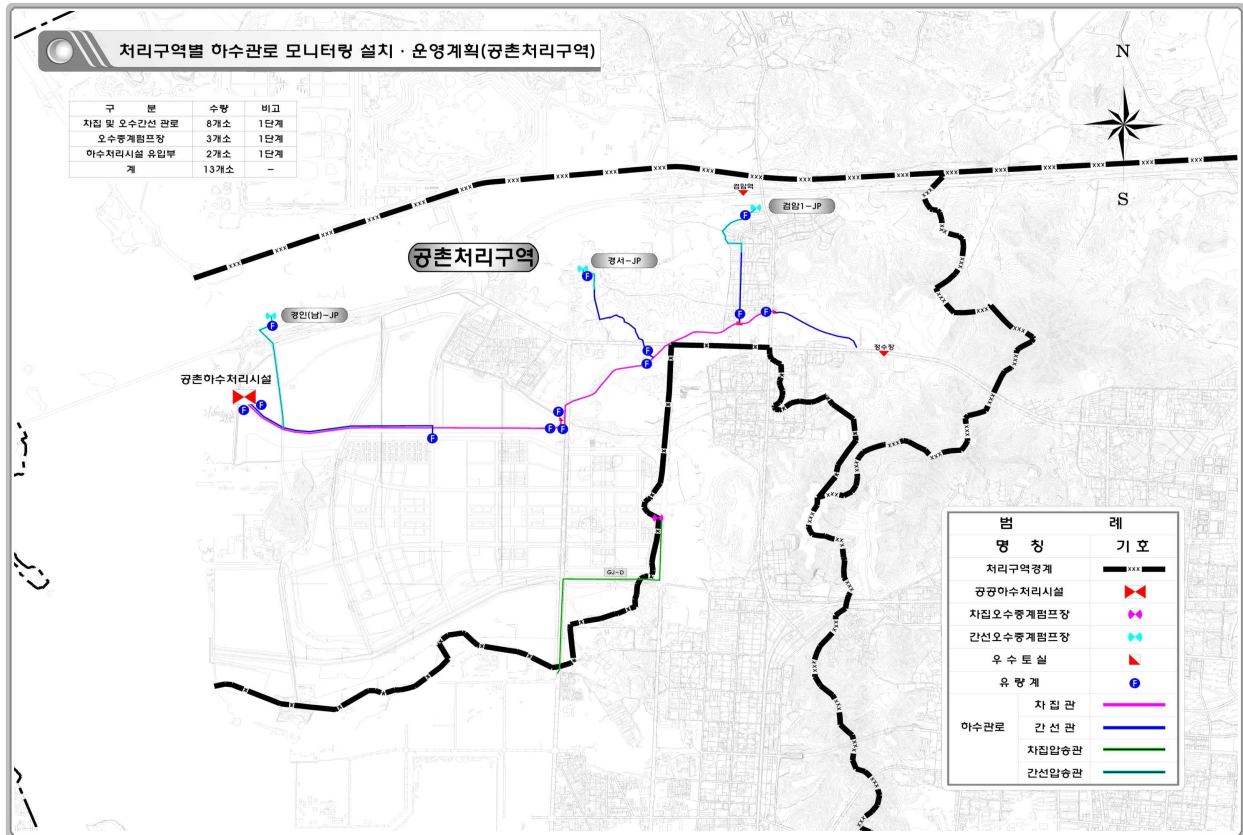 처리구역별 하수관로 모니터링 설치 · 운영계획(공촌처리구역)
구 분 수량 비고
차집 및 오수간선 관로 8개소 1단계
오수중계펌프장 3개소 1단계
하수처리시설 유입부 2개소 1단계
계 13개소 -
N
S
검암역
검암1-JP
공촌처리구역
경서-JP
경인(남)-JP
정수장
공촌하수처리시설
GJ-D
범 례
명 칭 기 호
처리구역경계 xxx
공공하수처리시설
차집오수중계펌프장
간선오수중계펌프장
우 수 토 실
유 량 계 F
하수관로
차 집 관
간 선 관
차집압송관
간선압송관